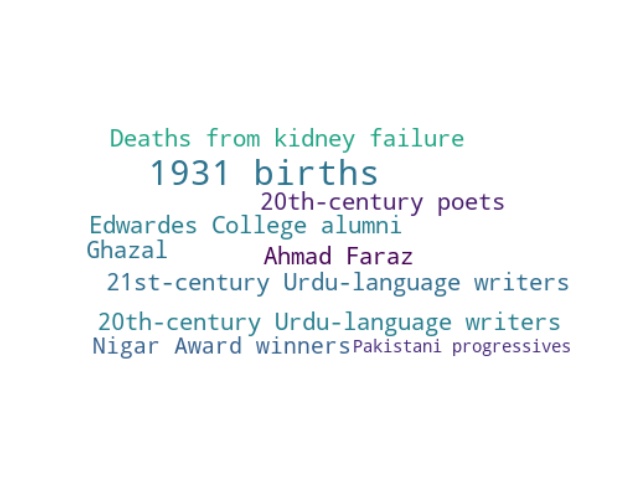 Deaths from kidney failure
1931 births
20th-century poets
Edwardes College alumni
Ghazal
Ahmad Faraz
21st-century Urdu-language writers
20th-century Urdu-language writers
Nigar Award winners
Pakistani progressives